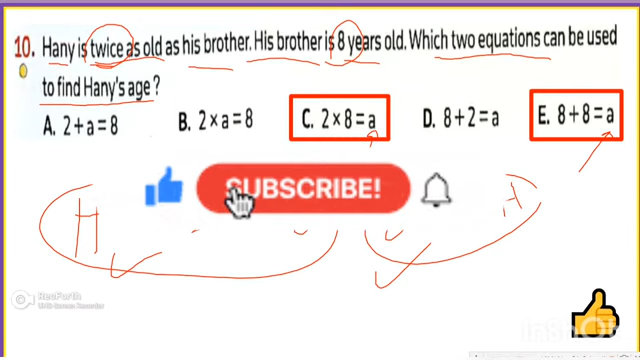 10. Hany is twice as old as his brother. His brother is 8 years old. Which two equations can be used
to find Hany's age?
A. 2 + a = 8 B. 2 × a = 8 C. 2 × 8 = a D. 8 + 2 = a E. 8 + 8 = a
SUBSCRIBE!
H H
RecForth